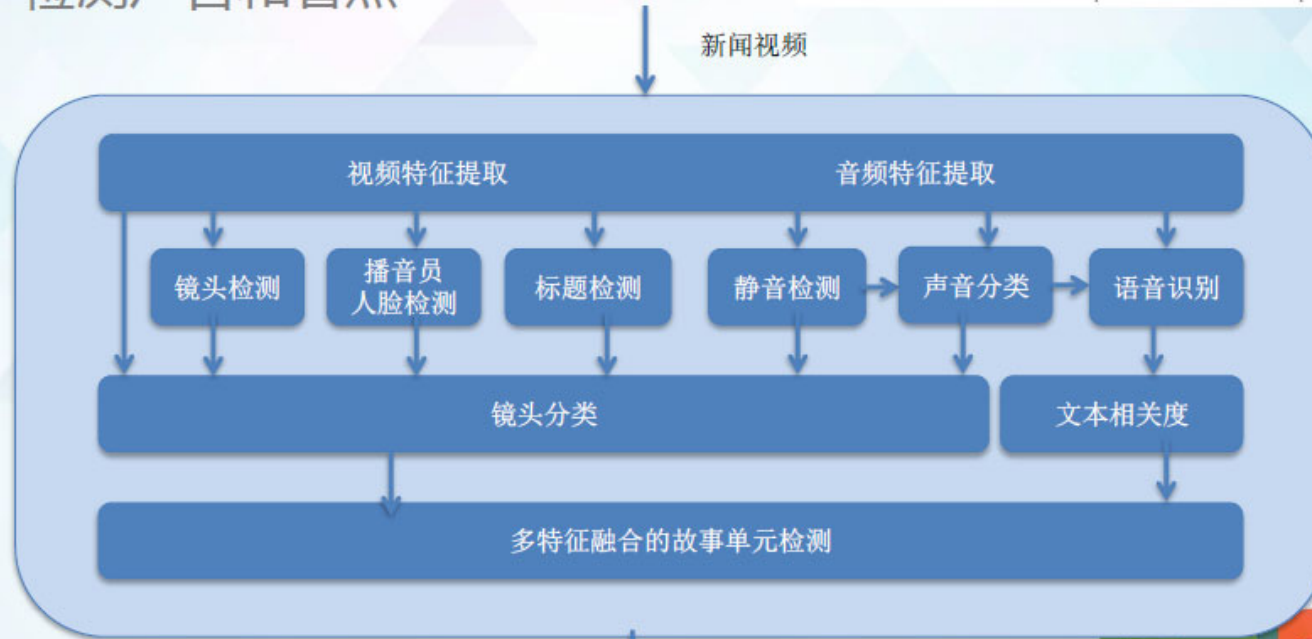 新闻视频
视频特征提取 音频特征提取
镜头检测
播音员
人脸检测
标题检测
静音检测
声音分类
语音识别
镜头分类
文本相关度
多特征融合的故事单元检测